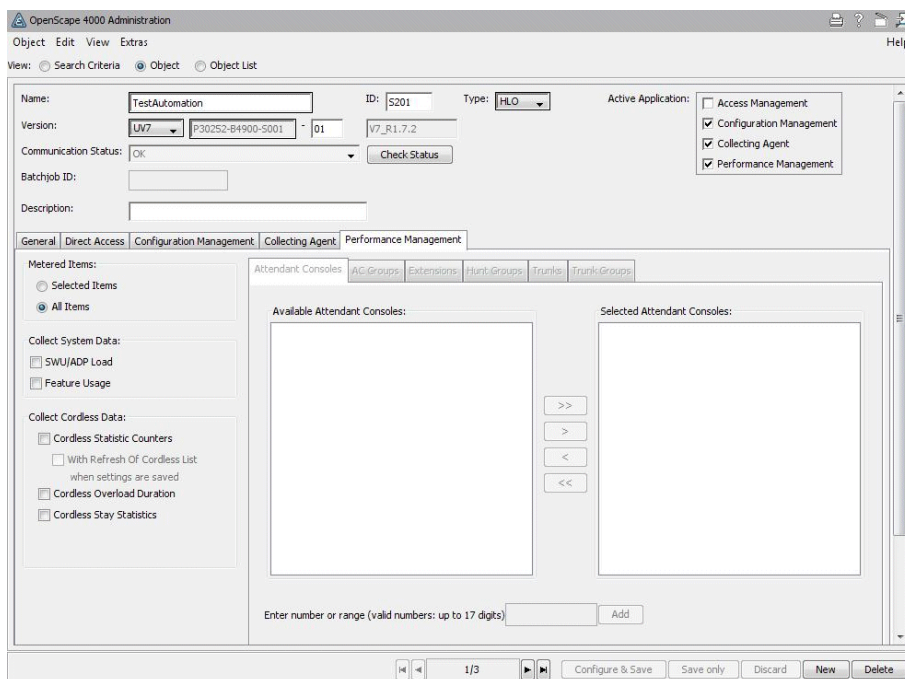 OpenScape 4000 Administration
Object Edit View Extras
Help
View: Search Criteria Object Object List
Name: TestAutomation ID: S201 Type: HLO Active Application: Access Management
Configuration Management
Collecting Agent
Performance Management
Version: UV7 P30252-B4900-S001 - 01 V7_R1.7.2
Communication Status: OK Check Status
Batchjob ID:
Description:
General Direct Access Configuration Management Collecting Agent Performance Management
Metered Items:
Selected Items
All Items
Collect System Data:
SWU/ADP Load
Feature Usage
Collect Cordless Data:
Cordless Statistic Counters
With Refresh Of Cordless List
when settings are saved
Cordless Overload Duration
Cordless Stay Statistics
Attendant Consoles AC Groups Extensions Hunt Groups Trunks Trunk Groups
Available Attendant Consoles:
Selected Attendant Consoles:
>>
>
<
<<
Enter number or range (valid numbers: up to 17 digits) Add
1/3 Configure & Save Save only Discard New Delete